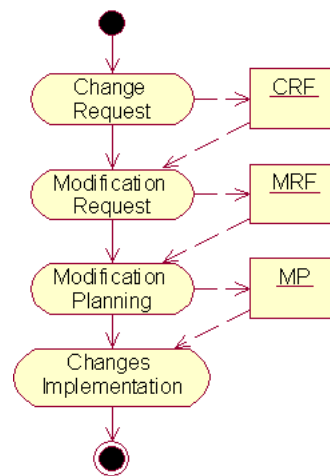 Change
Request
CRF
Modification
Request
MRF
Modification
Planning
MP
Changes
Implementation